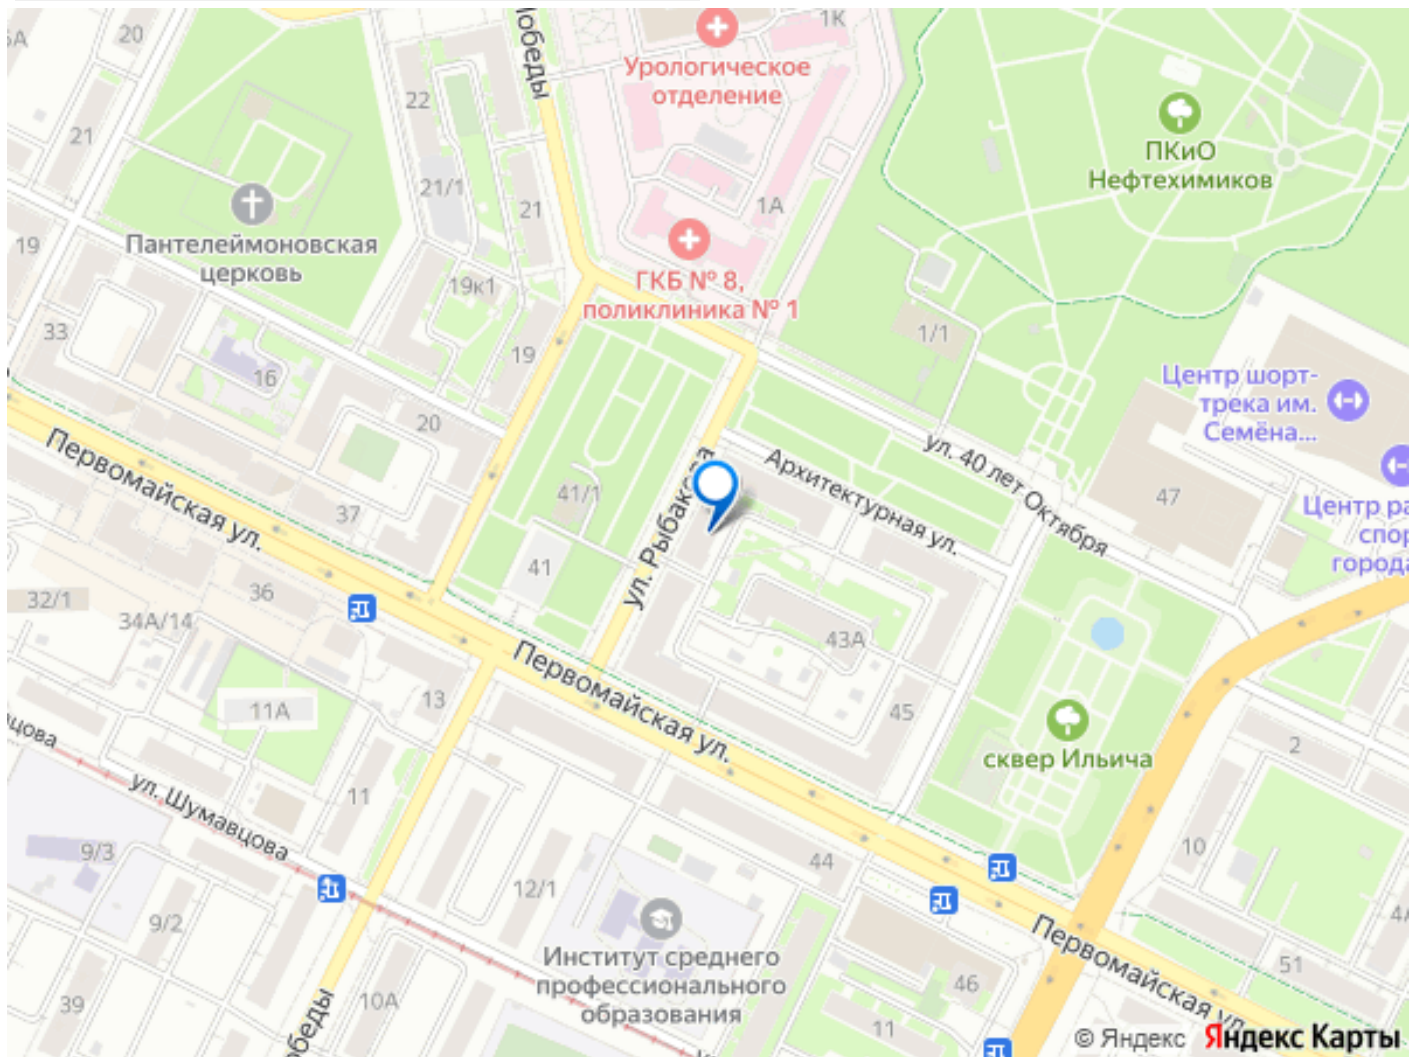 20
22
21
21/1
21
19
19к1
19
33
16
20
37
Победы
1К
Урологическое
отделение
1А
ГКБ № 8,
поликлиника № 1
Пантелеймоновская
церковь
ПКиО
Нефтехимиков
1/1
Центр шорт-
трека им.
Семёна...
47
ул. 40 лет Октября
Архитектурная ул.
ул. Рыбакова
41/1
41
Первомайская ул.
36
32/1
34А/14
11А
13
Первомайская ул.
43А
45
сквер Ильича
2
10
11
ул. Шумавцова
9/3
9/2
12/1
44
39
10А
Институт среднего
профессионального
образования
46
11
51
Первомайская ул.
© Яндекс Яндекс Карты